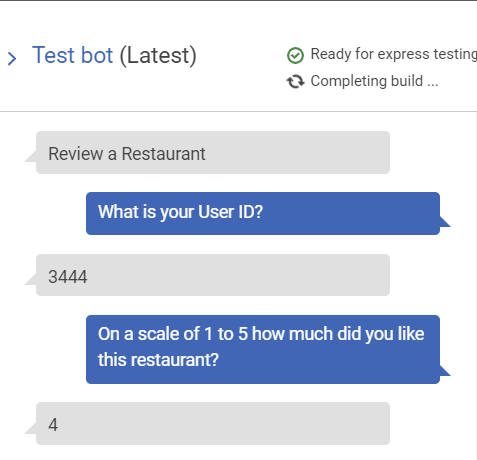 Test bot (Latest)
Ready for express testing
Completing build ...
Review a Restaurant
What is your User ID?
3444
On a scale of 1 to 5 how much did you like
this restaurant?
4